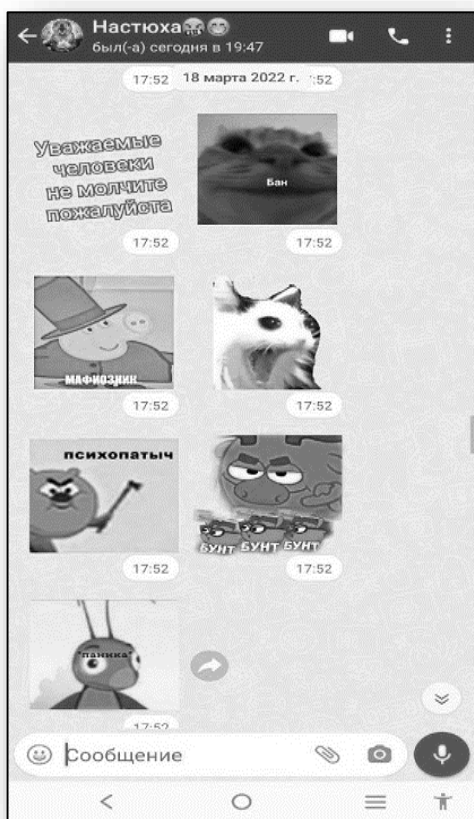 Настюха
был(-а) сегодня в 19:47
17:52
18 марта 2022 г.
:52
Уважаемые
человеки
не молчите
пожалуйста
Бан
17:52
17:52
МАФИОЗНИК
17:52
17:52
психопатыч
БУНТ БУНТ БУНТ
17:52
17:52
"паника"
17:52
Сообщение